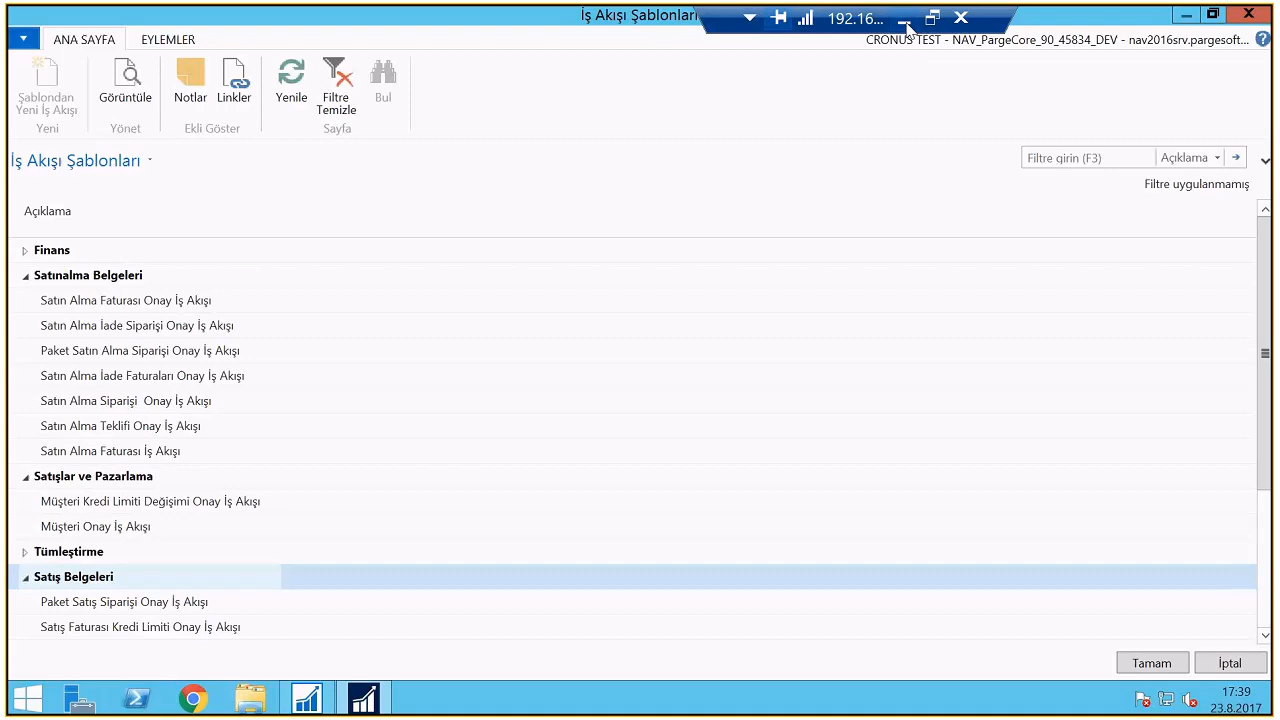 İş Akışı Şablonları
192.16...
ANA SAYFA
EYLEMLER
CRONUS TEST - NAV_PargeCore_90_45834_DEV - nav2016srv.pargesoft...
Şablondan
Yeni İş Akışı
Görüntüle
Notlar
Linkler
Yenile
Filtre
Temizle
Bul
Yeni
Yönet
Ekli Göster
Sayfa
İş Akışı Şablonları
Filtre girin (F3)
Açıklama
Filtre uygulanmamış
Açıklama
Finans
Satınalma Belgeleri
Satın Alma Faturası Onay İş Akışı
Satın Alma İade Siparişi Onay İş Akışı
Paket Satın Alma Siparişi Onay İş Akışı
Satın Alma İade Faturaları Onay İş Akışı
Satın Alma Siparişi  Onay İş Akışı
Satın Alma Teklifi Onay İş Akışı
Satın Alma Faturası İş Akışı
Satışlar ve Pazarlama
Müşteri Kredi Limiti Değişimi Onay İş Akışı
Müşteri Onay İş Akışı
Tümleştirme
Satış Belgeleri
Paket Satış Siparişi Onay İş Akışı
Satış Faturası Kredi Limiti Onay İş Akışı
Tamam
İptal
17:39
23.8.2017